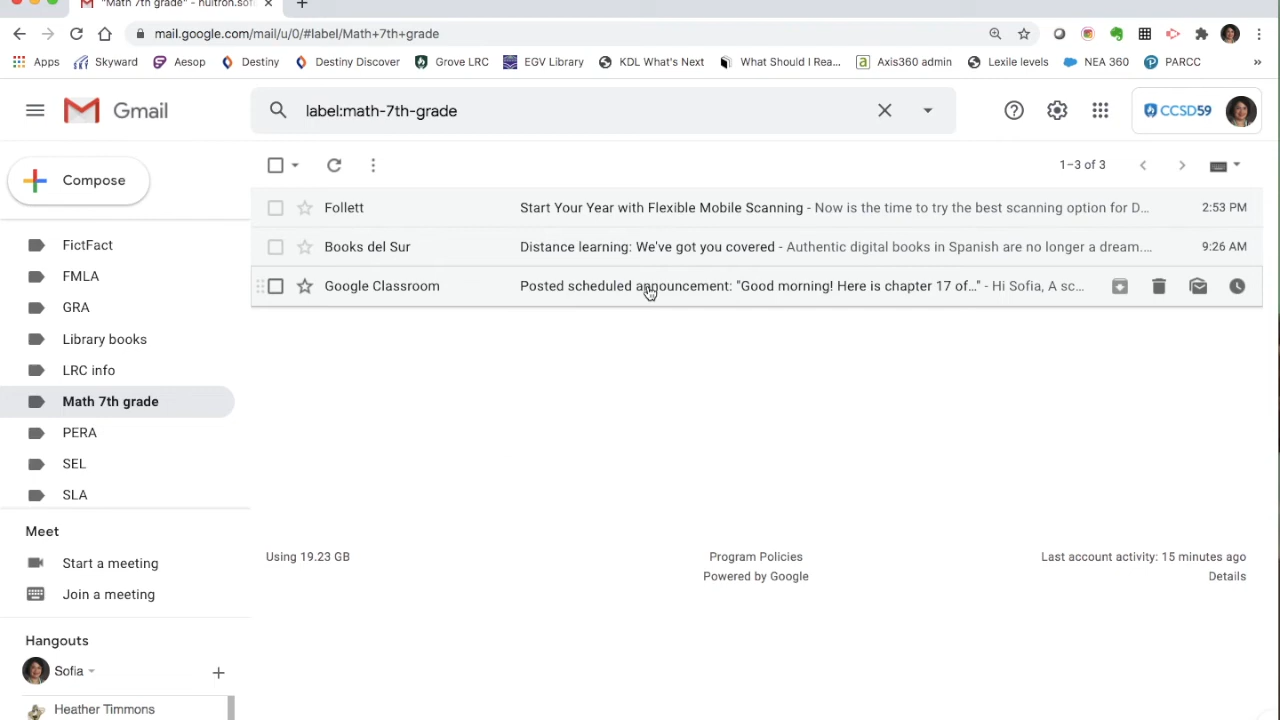 "Math 7th grade" - huitron.sof
mail.google.com/mail/u/0/#label/Math+7th+grade
Apps Skyward Aesop Destiny Destiny Discover Grove LRC EGV Library KDL What's Next What Should I Rea... Axis360 admin Lexile levels NEA 360 PARCC »
Gmail
label:math-7th-grade
CCSD59
Compose
1–3 of 3
Follett Start Your Year with Flexible Mobile Scanning - Now is the time to try the best scanning option for D... 2:53 PM
Books del Sur Distance learning: We've got you covered - Authentic digital books in Spanish are no longer a dream.... 9:26 AM
Google Classroom Posted scheduled announcement: "Good morning! Here is chapter 17 of..." - Hi Sofia, A sc...
FictFact
FMLA
GRA
Library books
LRC info
Math 7th grade
PERA
SEL
SLA
Meet
Start a meeting
Join a meeting
Hangouts
Sofia
Heather Timmons
Using 19.23 GB
Program Policies
Powered by Google
Last account activity: 15 minutes ago
Details